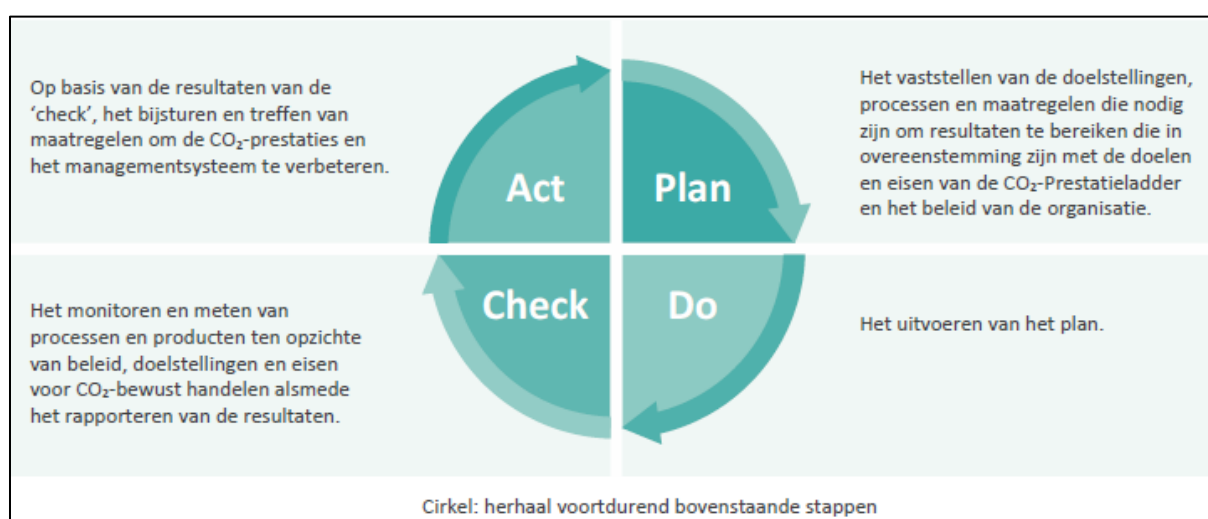 Op basis van de resultaten van de
‘check’, het bijsturen en treffen van
maatregelen om de CO₂-prestaties en
het managementsysteem te verbeteren.
Act
Plan
Het vaststellen van de doelstellingen,
processen en maatregelen die nodig
zijn om resultaten te bereiken die in
overeenstemming zijn met de doelen
en eisen van de CO₂-Prestatieladder
en het beleid van de organisatie.
Het monitoren en meten van
processen en producten ten opzichte
van beleid, doelstellingen en eisen
voor CO₂-bewust handelen alsmede
het rapporteren van de resultaten.
Check
Do
Het uitvoeren van het plan.
Cirkel: herhaal voortdurend bovenstaande stappen